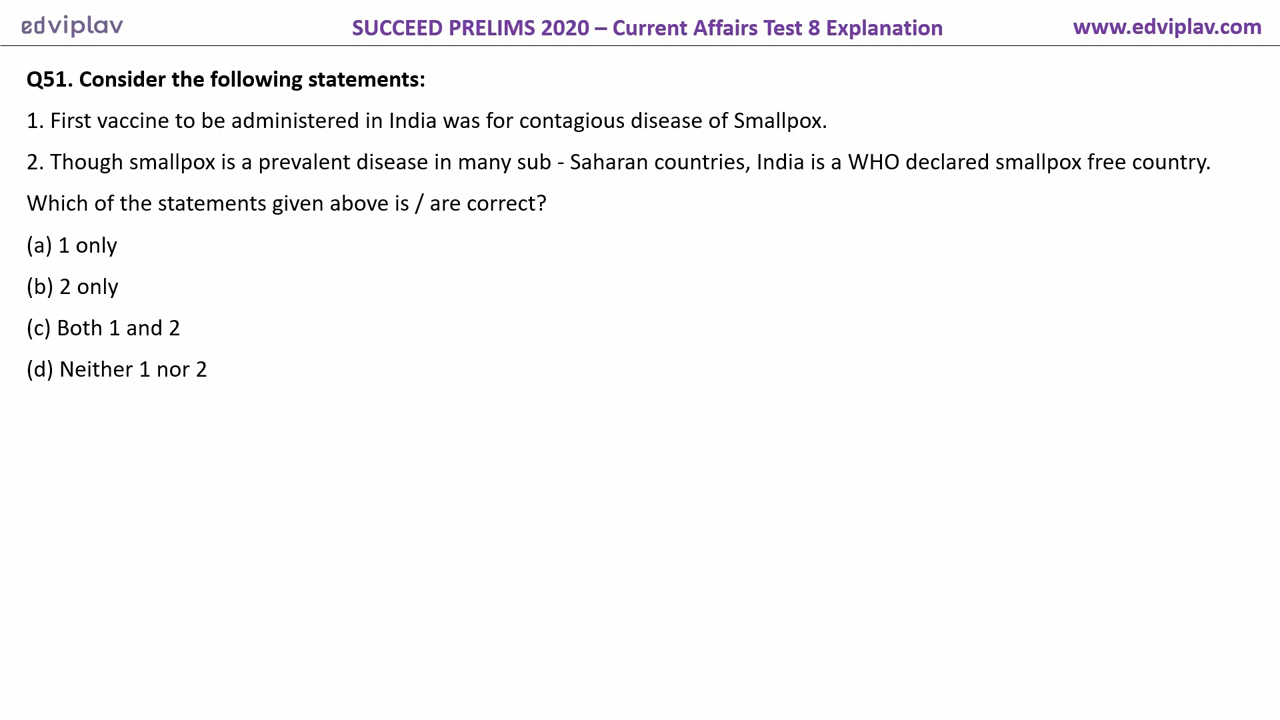 edviplav
SUCCEED PRELIMS 2020 – Current Affairs Test 8 Explanation
www.edviplav.com
Q51. Consider the following statements:
1. First vaccine to be administered in India was for contagious disease of Smallpox.
2. Though smallpox is a prevalent disease in many sub - Saharan countries, India is a WHO declared smallpox free country.
Which of the statements given above is / are correct?
(a) 1 only
(b) 2 only
(c) Both 1 and 2
(d) Neither 1 nor 2